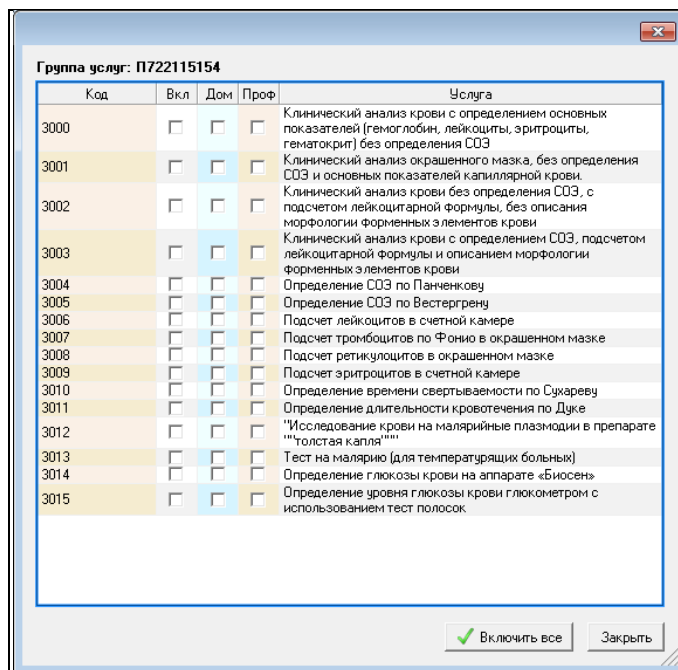 Группа услуг: П722115154
Код Вкл Дом Проф Услуга
3000 Клинический анализ крови с определением основных
показателей (гемоглобин, лейкоциты, эритроциты,
гематокрит) без определения СОЭ
3001 Клинический анализ окрашенного мазка, без определения
СОЭ и основных показателей капиллярной крови.
3002 Клинический анализ крови без определения СОЭ, с
подсчетом лейкоцитарной формулы, без описания
морфологии форменных элементов крови
3003 Клинический анализ крови с определением СОЭ, подсчетом
лейкоцитарной формулы и описанием морфологии
форменных элементов крови
3004 Определение СОЭ по Панченкову
3005 Определение СОЭ по Вестергрену
3006 Подсчет лейкоцитов в счетной камере
3007 Подсчет тромбоцитов по Фонио в окрашенном мазке
3008 Подсчет ретикулоцитов в окрашенном мазке
3009 Подсчет эритроцитов в счетной камере
3010 Определение времени свертываемости по Сухареву
3011 Определение длительности кровотечения по Дуке
3012 "Исследование крови на малярийные плазмодии в препарате
""толстая капля"""
3013 Тест на малярию (для температурящих больных)
3014 Определение глюкозы крови на аппарате «Биосен»
3015 Определение уровня глюкозы крови глюкометром с
использованием тест полосок
Включить все Закрыть